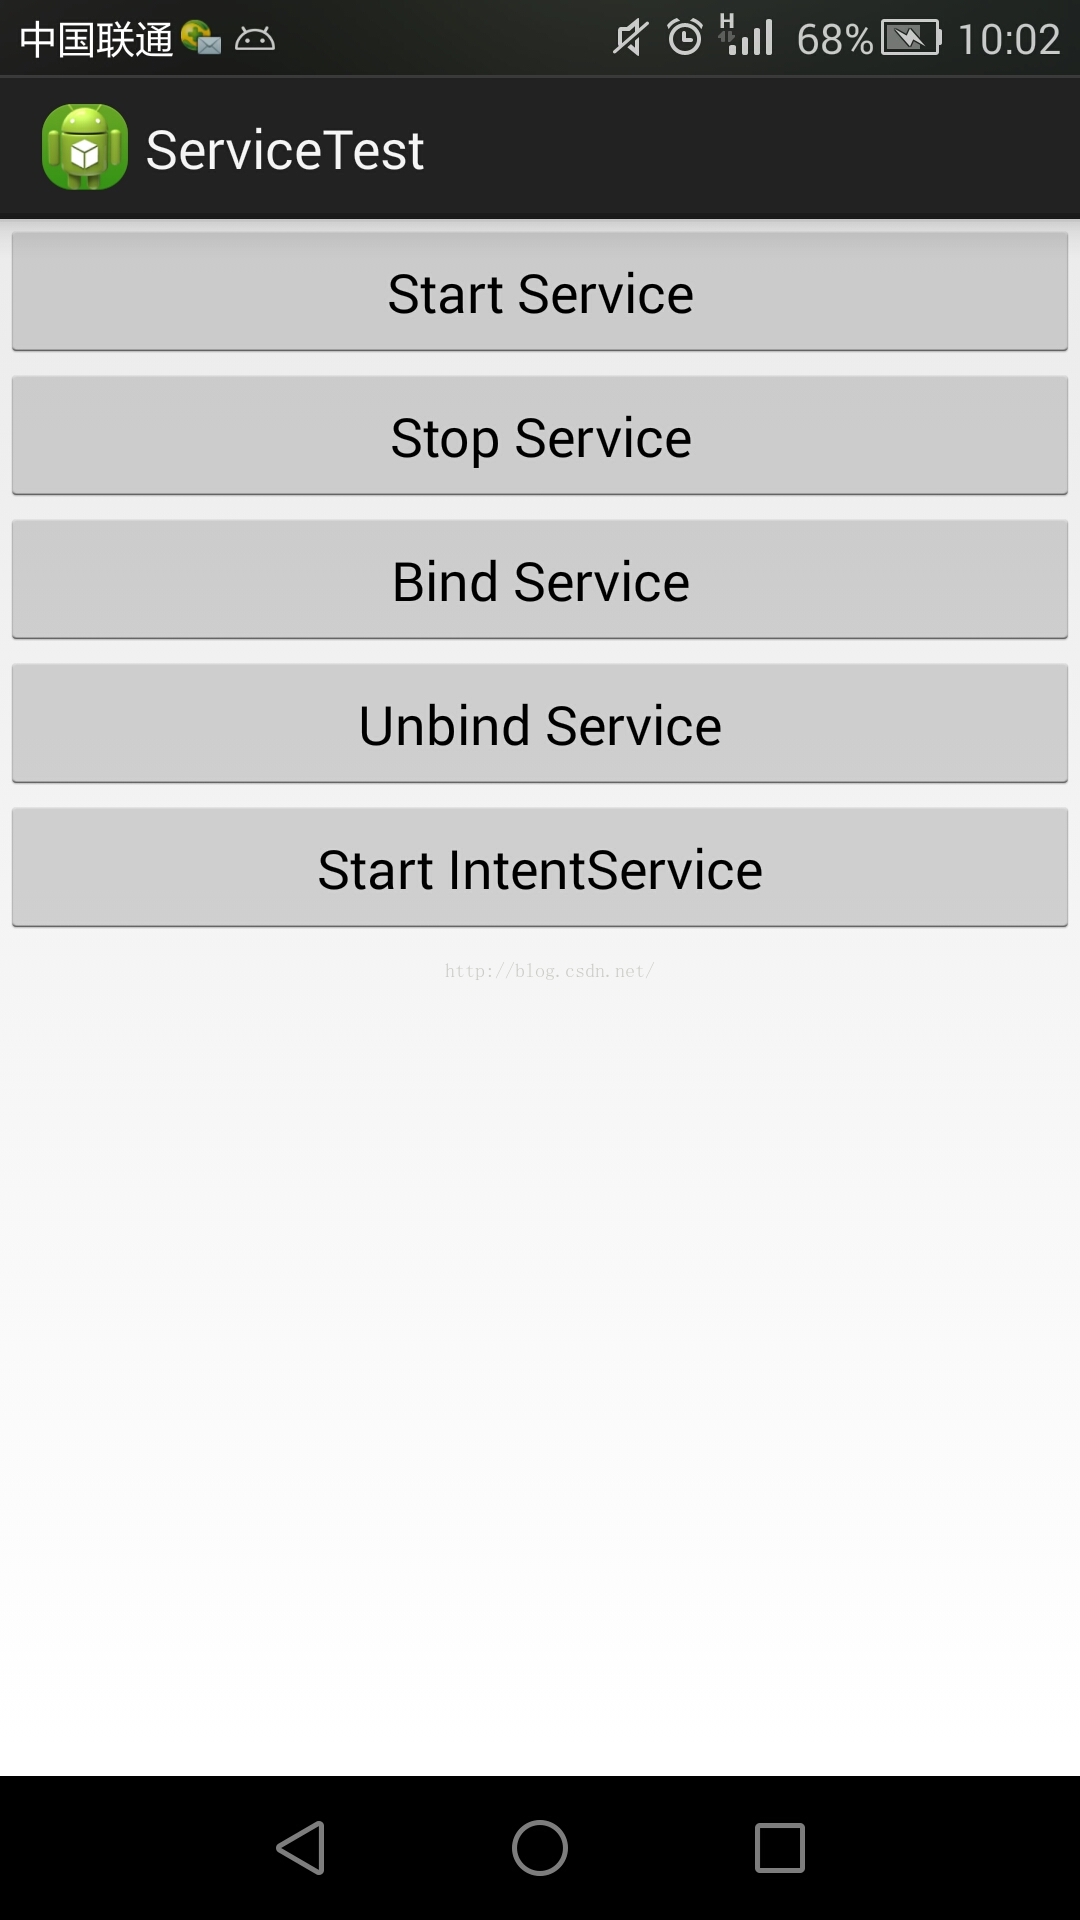 中国联通 H 68% 10:02
ServiceTest
Start Service
Stop Service
Bind Service
Unbind Service
Start IntentService
http://blog.csdn.net/